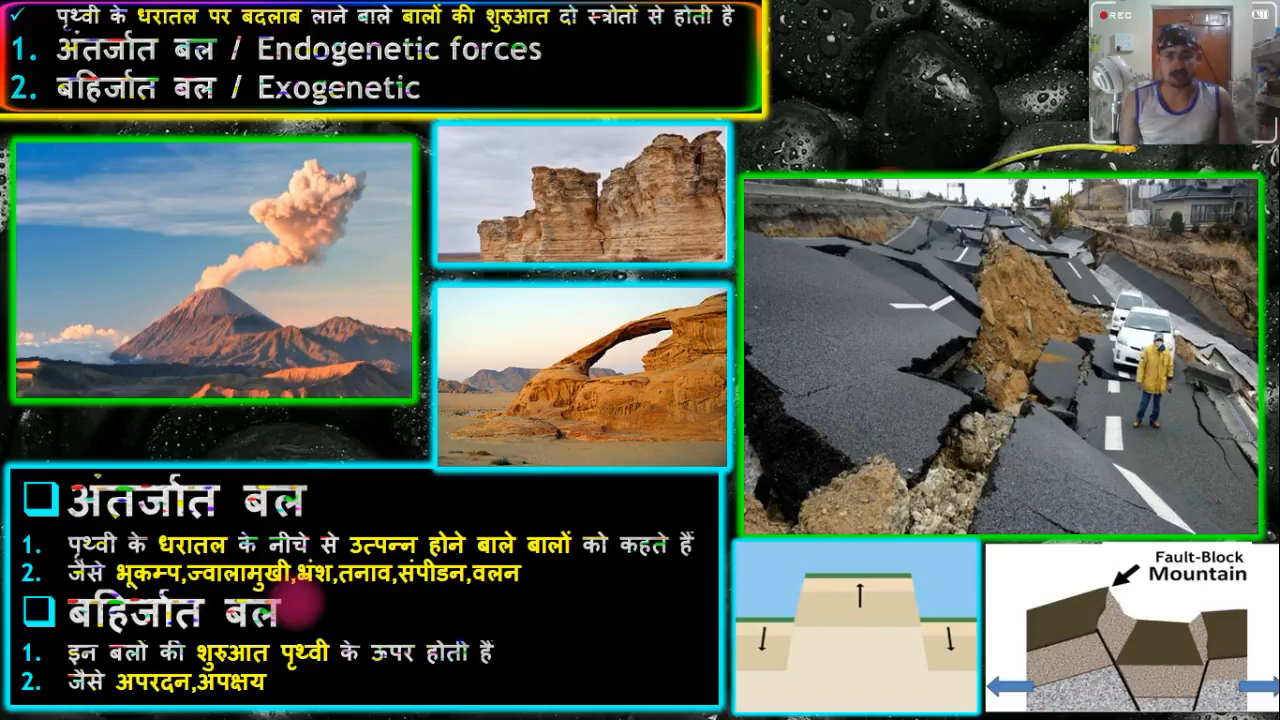 ✓ पृथ्वी के धरातल पर बदलाब लाने बाले बालों की शुरुआत दो स्त्रोतों से होती है
1. अंतर्जात बल / Endogenetic forces
2. बहिर्जात बल / Exogenetic
REC
❑ अंतर्जात बल
1. पृथ्वी के धरातल के नीचे से उत्पन्न होने बाले बालों को कहते हैं
2. जैसे भूकम्प,ज्वालामुखी,भ्रंश,तनाव,संपीडन,वलन
❑ बहिर्जात बल
1. इन बलों की शुरुआत पृथ्वी के ऊपर होती हैं
2. जैसे अपरदन,अपक्षय
Fault-Block
Mountain